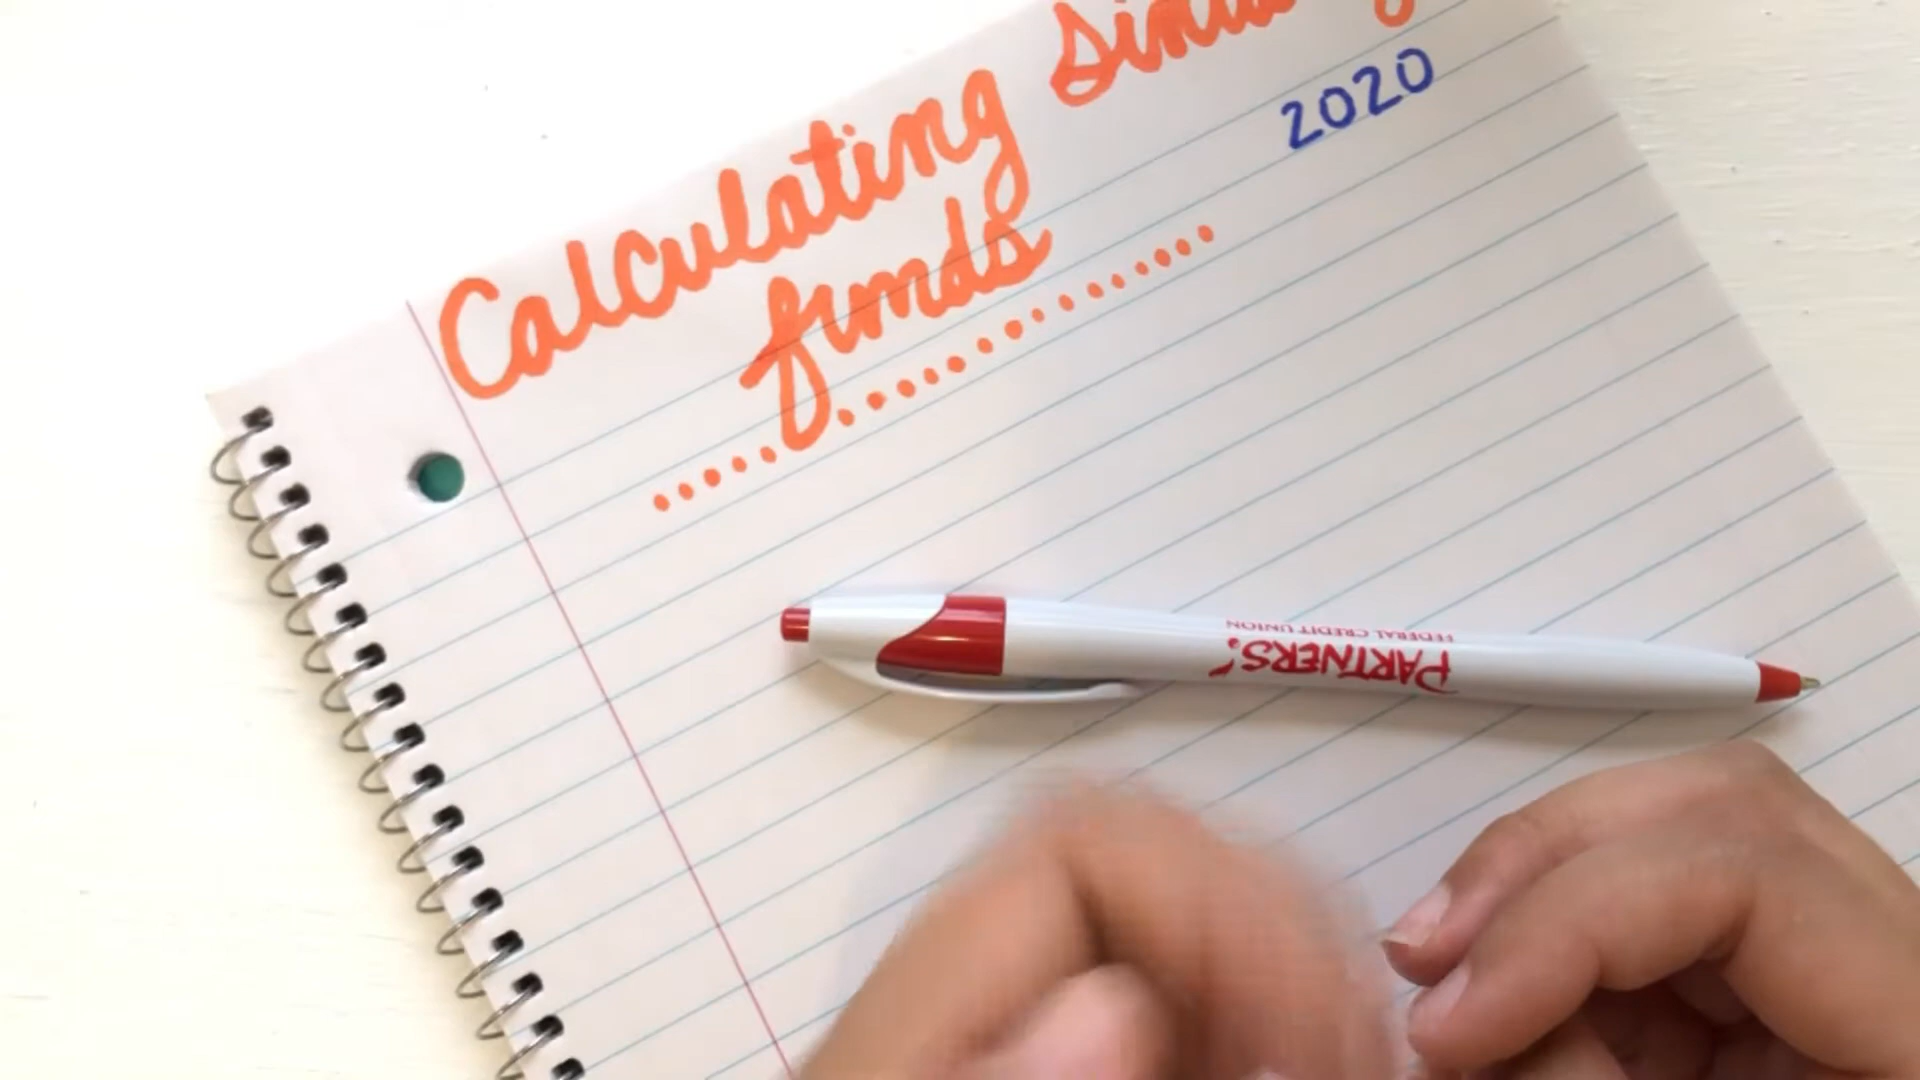 Calculating
2020
funds
PARTNERS!
FEDERAL CREDIT UNION